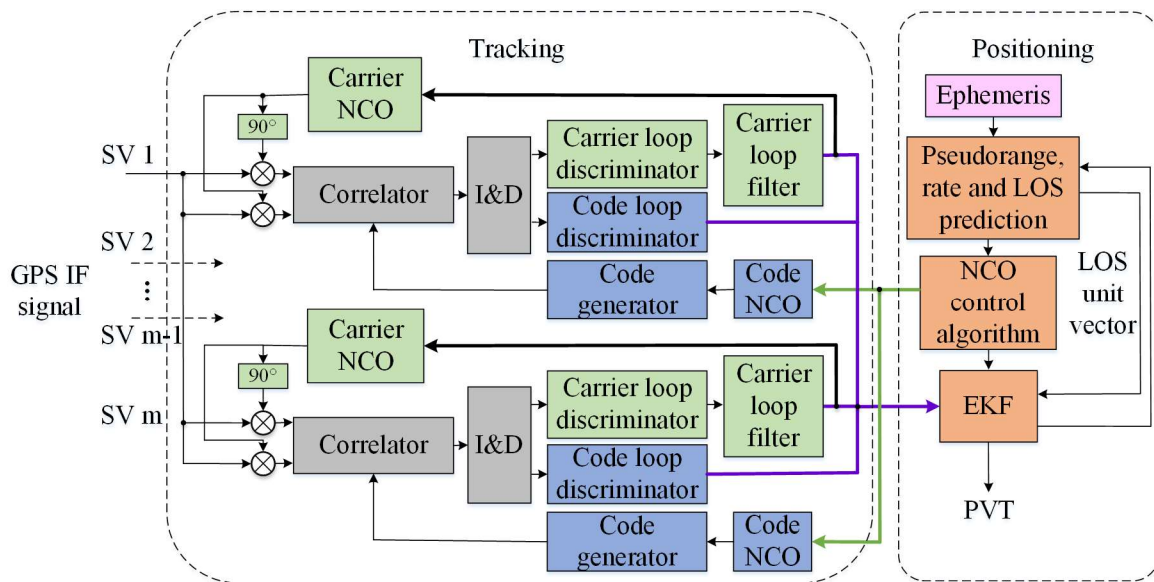 Tracking
Positioning
Carrier
NCO
Ephemeris
90°
Carrier loop
discriminator
Carrier
loop
filter
Pseudorange,
rate and LOS
prediction
SV 1
Correlator
I&D
Code loop
discriminator
SV 2
GPS IF
signal
...
Code
generator
Code
NCO
NCO
control
algorithm
LOS
unit
vector
SV m-1
Carrier
NCO
90°
Carrier loop
discriminator
Carrier
loop
filter
EKF
SV m
Correlator
I&D
Code loop
discriminator
PVT
Code
generator
Code
NCO